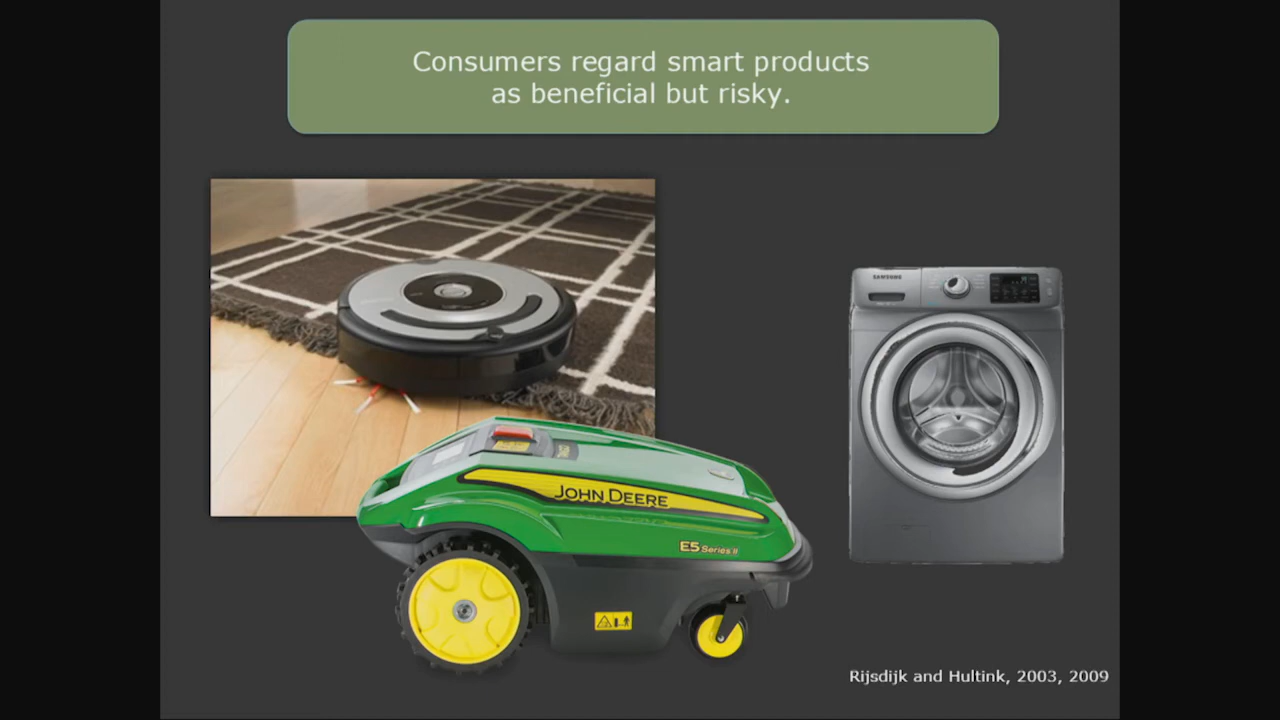 Consumers regard smart products
as beneficial but risky.
SAMSUNG
JOHN DEERE
E5 Series II
Rijsdijk and Hultink, 2003, 2009